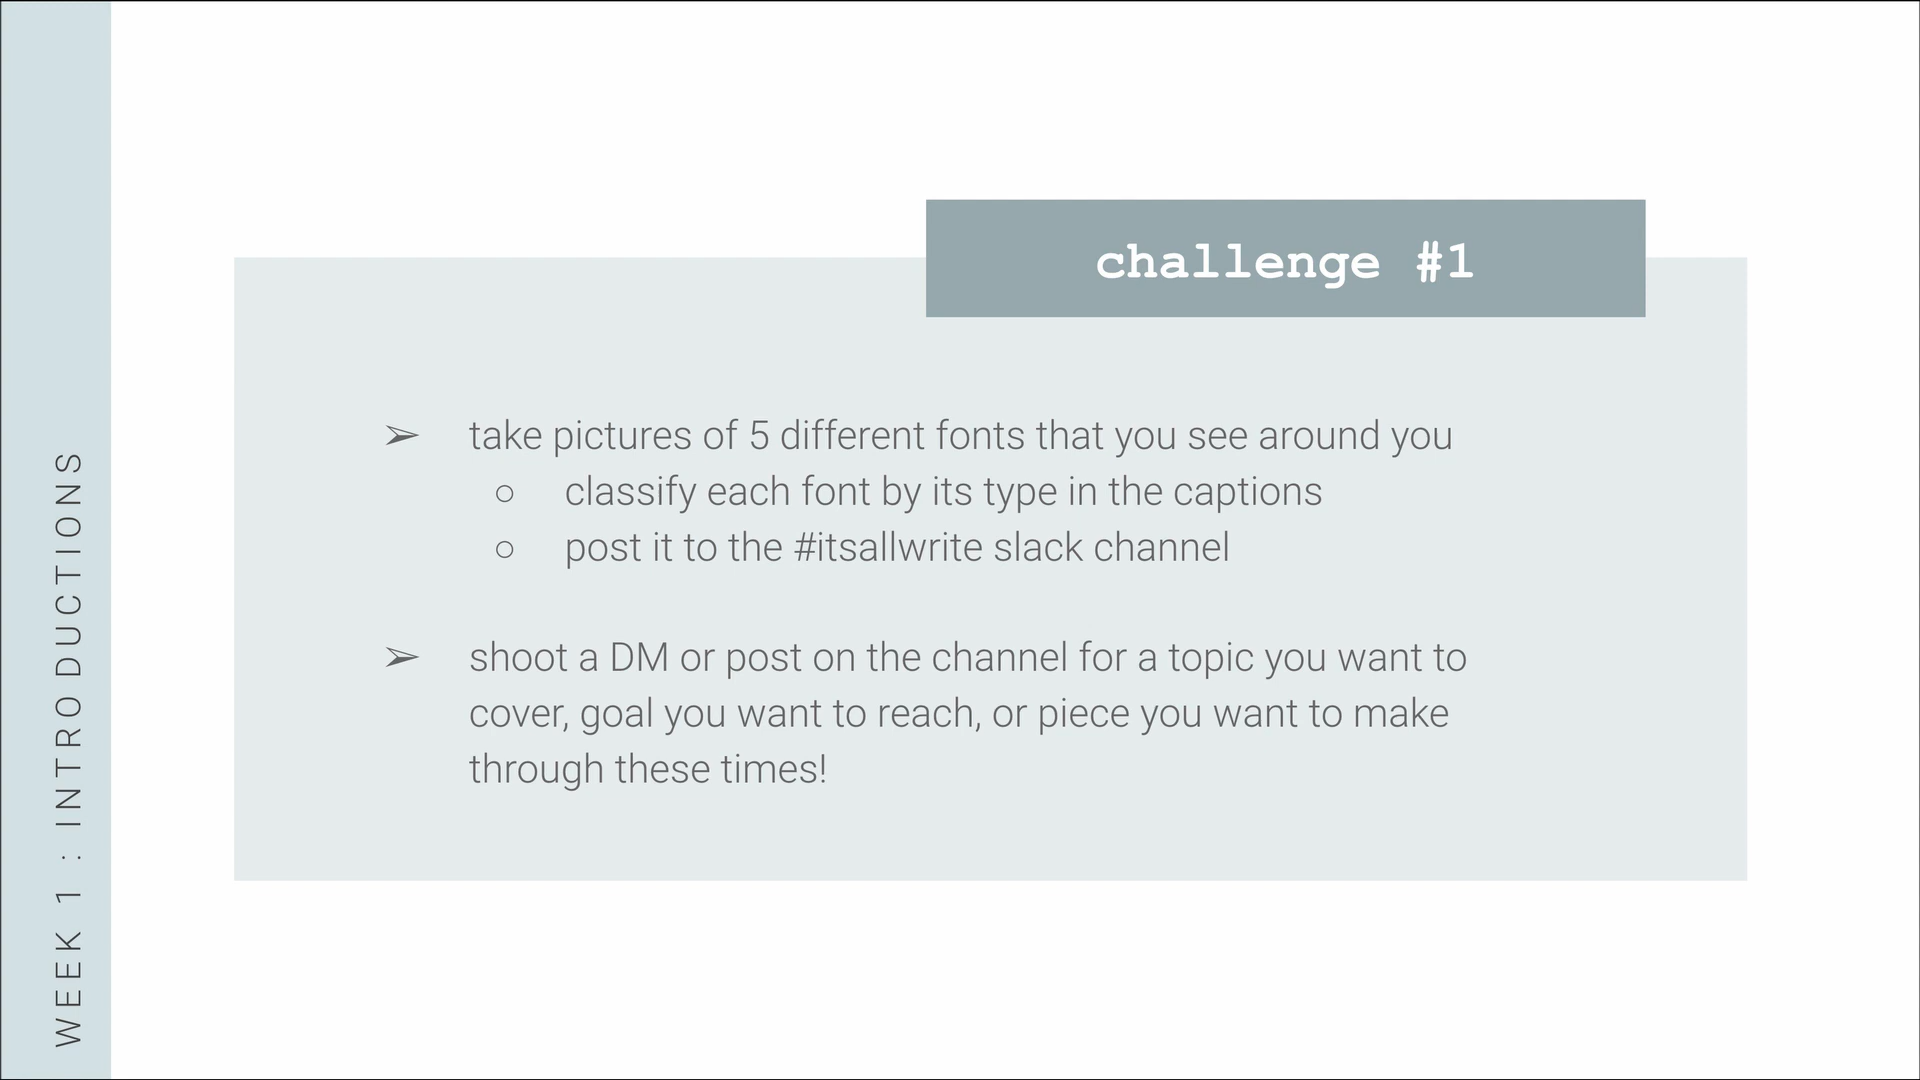 WEEK 1 : INTRODUCTIONS
challenge #1
➢ take pictures of 5 different fonts that you see around you
○ classify each font by its type in the captions
○ post it to the #itsallwrite slack channel
➢ shoot a DM or post on the channel for a topic you want to
cover, goal you want to reach, or piece you want to make
through these times!